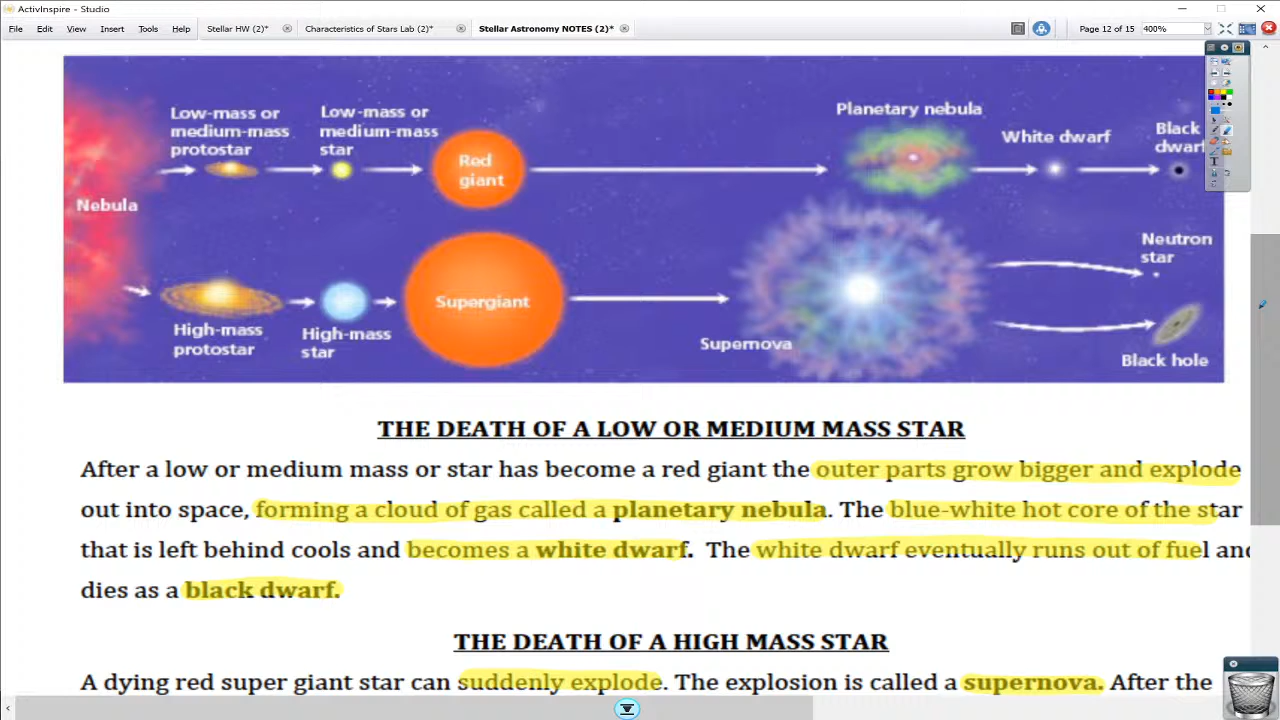 ActivInspire - Studio
File Edit View Insert Tools Help Stellar HW (2)* Characteristics of Stars Lab (2)* Stellar Astronomy NOTES (2)* Page 12 of 15 400%
Low-mass or
medium-mass
protostar
Low-mass or
medium-mass
star
Red
giant
Planetary nebula
White dwarf
Black
dwarf
Nebula
High-mass
protostar
High-mass
star
Supergiant
Supernova
Neutron
star
Black hole
THE DEATH OF A LOW OR MEDIUM MASS STAR
After a low or medium mass or star has become a red giant the outer parts grow bigger and explode
out into space, forming a cloud of gas called a planetary nebula. The blue-white hot core of the star
that is left behind cools and becomes a white dwarf. The white dwarf eventually runs out of fuel and
dies as a black dwarf.
THE DEATH OF A HIGH MASS STAR
A dying red super giant star can suddenly explode. The explosion is called a supernova. After the